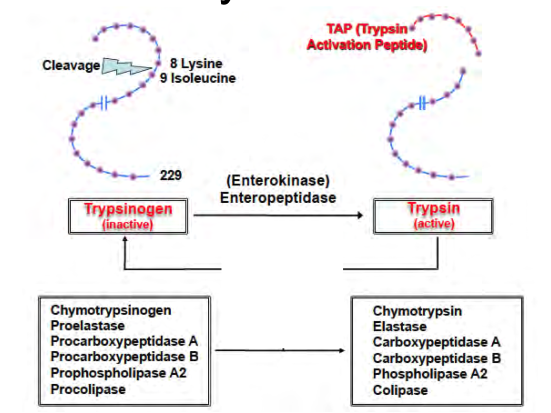 TAP (Trypsin
Activation Peptide)
Cleavage
8 Lysine
9 Isoleucine
229
(Enterokinase)
Enteropeptidase
Trypsinogen
(inactive)
Trypsin
(active)
Chymotrypsinogen
Proelastase
Procarboxypeptidase A
Procarboxypeptidase B
Prophospholipase A2
Procolipase
Chymotrypsin
Elastase
Carboxypeptidase A
Carboxypeptidase B
Phospholipase A2
Colipase